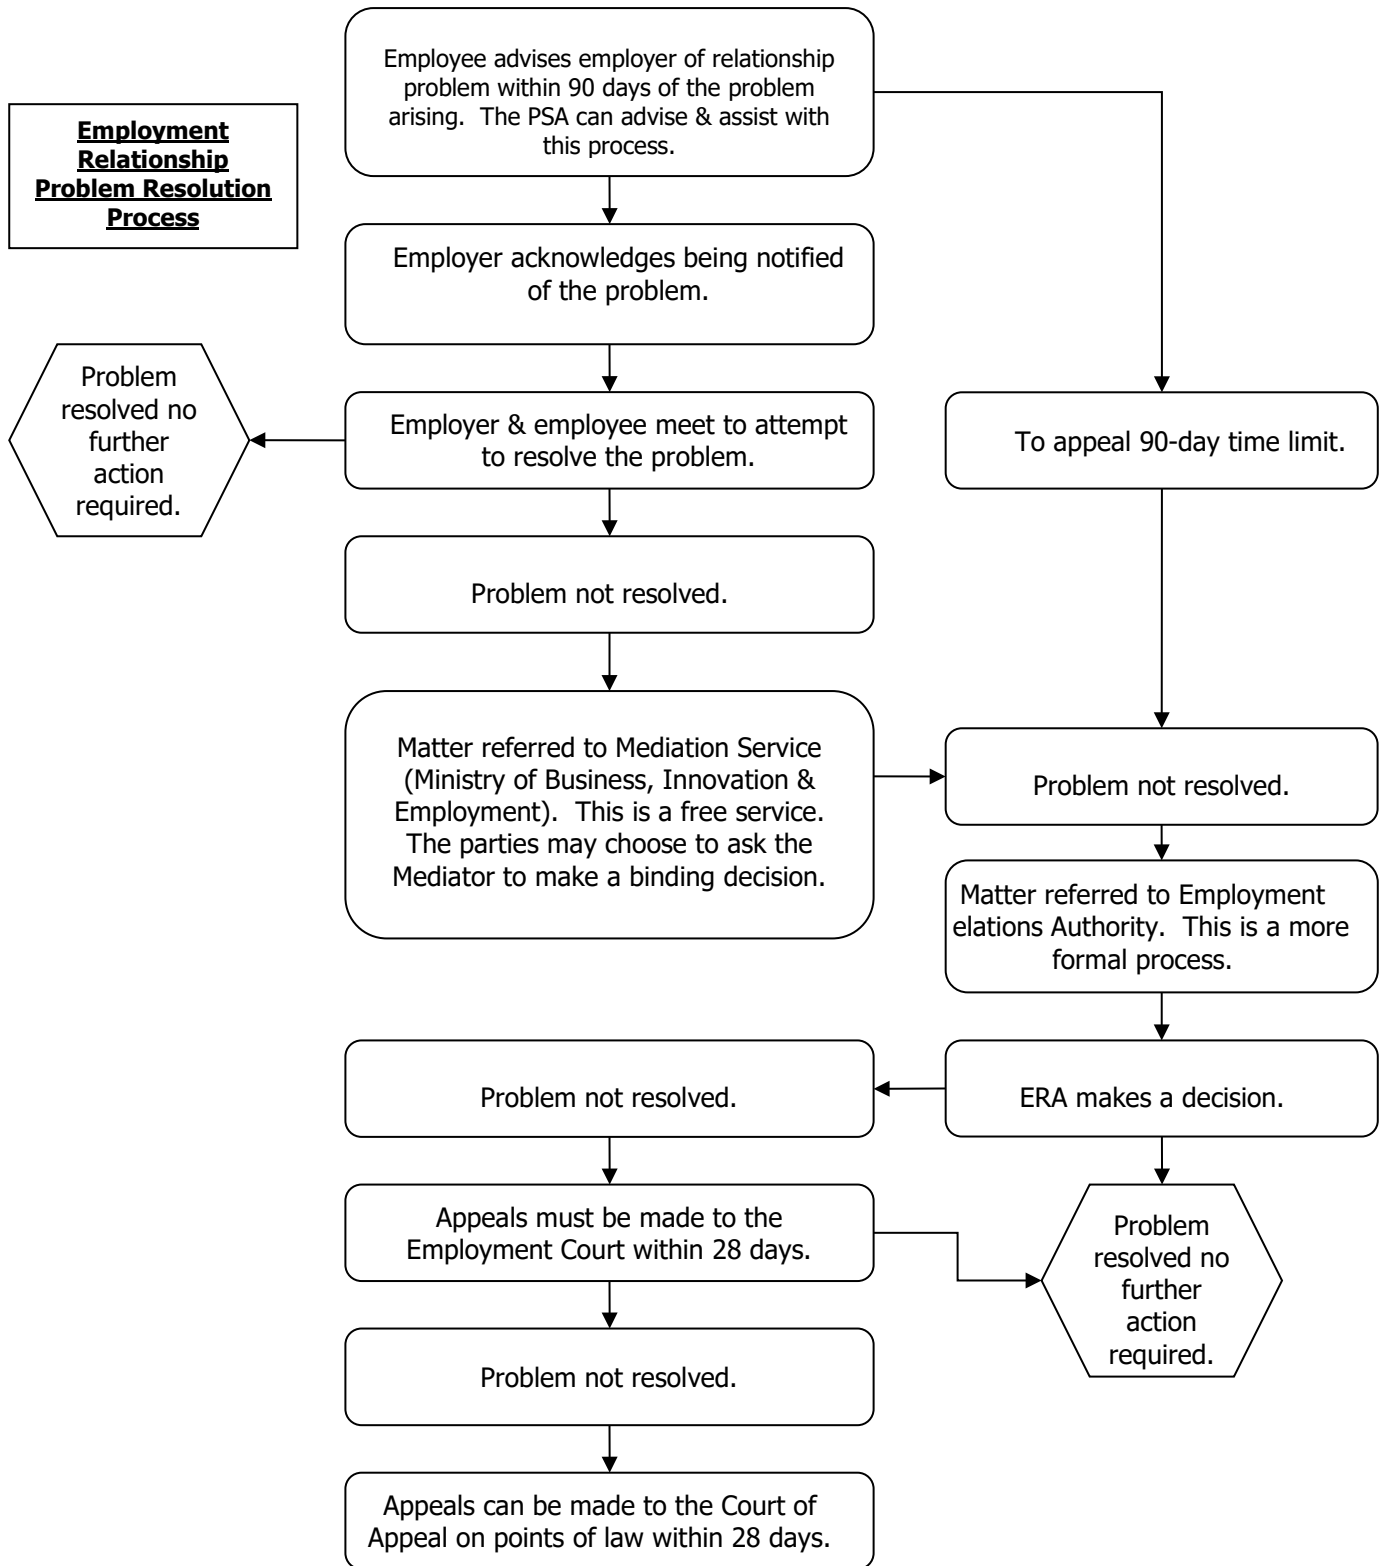 Employment
Relationship
Problem Resolution
Process
Employee advises employer of relationship
problem within 90 days of the problem
arising.  The PSA can advise & assist with
this process.
Employer acknowledges being notified
of the problem.
Problem
resolved no
further
action
required.
Employer & employee meet to attempt
to resolve the problem.
To appeal 90-day time limit.
Problem not resolved.
Matter referred to Mediation Service
(Ministry of Business, Innovation &
Employment).  This is a free service.
The parties may choose to ask the
Mediator to make a binding decision.
Problem not resolved.
Matter referred to Employment
elations Authority.  This is a more
formal process.
ERA makes a decision.
Problem not resolved.
Appeals must be made to the
Employment Court within 28 days.
Problem
resolved no
further
action
required.
Problem not resolved.
Appeals can be made to the Court of
Appeal on points of law within 28 days.